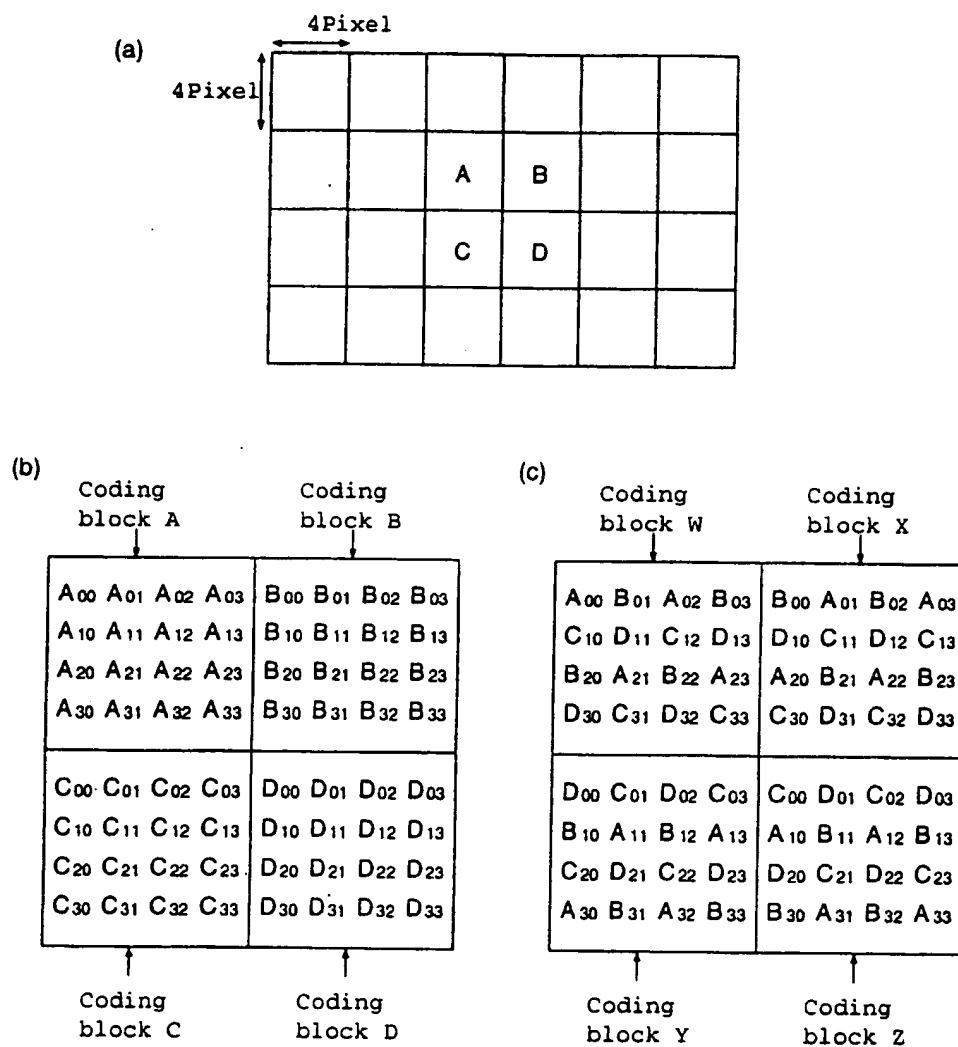 4Pixel
(a)
4Pixel
A B
C D
(b) (c)
Coding block A Coding block B Coding block W Coding block X
A00 A01 A02 A03 B00 B01 B02 B03
A10 A11 A12 A13 B10 B11 B12 B13
A20 A21 A22 A23 B20 B21 B22 B23
A30 A31 A32 A33 B30 B31 B32 B33
C00 C01 C02 C03 D00 D01 D02 D03
C10 C11 C12 C13 D10 D11 D12 D13
C20 C21 C22 C23 D20 D21 D22 D23
C30 C31 C32 C33 D30 D31 D32 D33
Coding block C Coding block D
A00 B01 A02 B03 B00 A01 B02 A03
C10 D11 C12 D13 D10 C11 D12 C13
B20 A21 B22 A23 A20 B21 A22 B23
D30 C31 D32 C33 C30 D31 C32 D33
D00 C01 D02 C03 C00 D01 C02 D03
B10 A11 B12 A13 A10 B11 A12 B13
C20 D21 C22 D23 D20 C21 D22 C23
A30 B31 A32 B33 B30 A31 B32 A33
Coding block Y Coding block Z